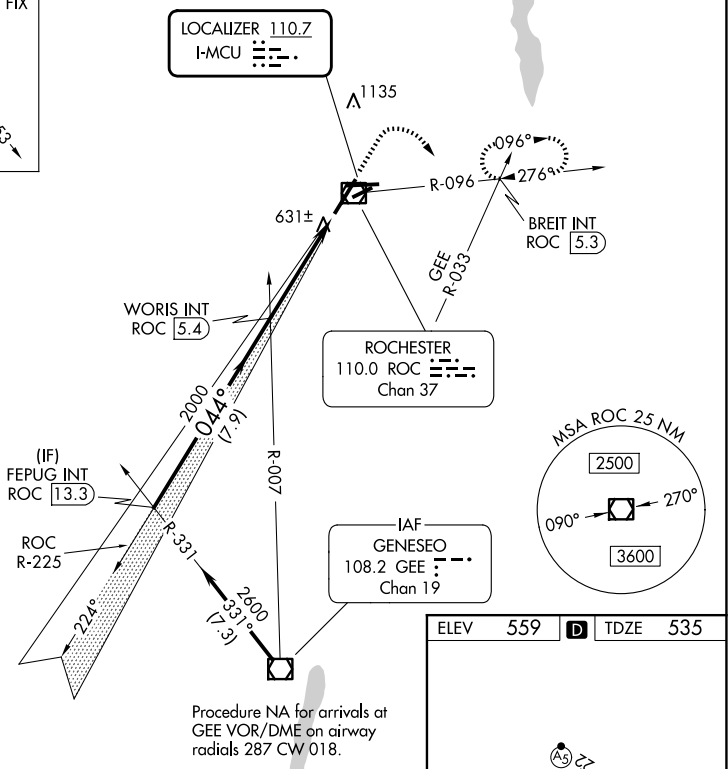 FIX
LOCALIZER 110.7
I-MCU
1135
096°
R-096
276°
631±
BREIT INT
ROC 5.3
GEE
R-033
WORIS INT
ROC 5.4
ROCHESTER
110.0 ROC
Chan 37
2000
044°
(7.9)
MSA ROC 25 NM
2500
270°
090°
3600
(IF)
FEPUG INT
ROC 13.3
R-007
ROC
R-225
R-331
IAF
GENESEO
108.2 GEE
Chan 19
2600
331°
(7.3)
224°
ELEV 559 D TDZE 535
Procedure NA for arrivals at
GEE VOR/DME on airway
radials 287 CW 018.
A5
22